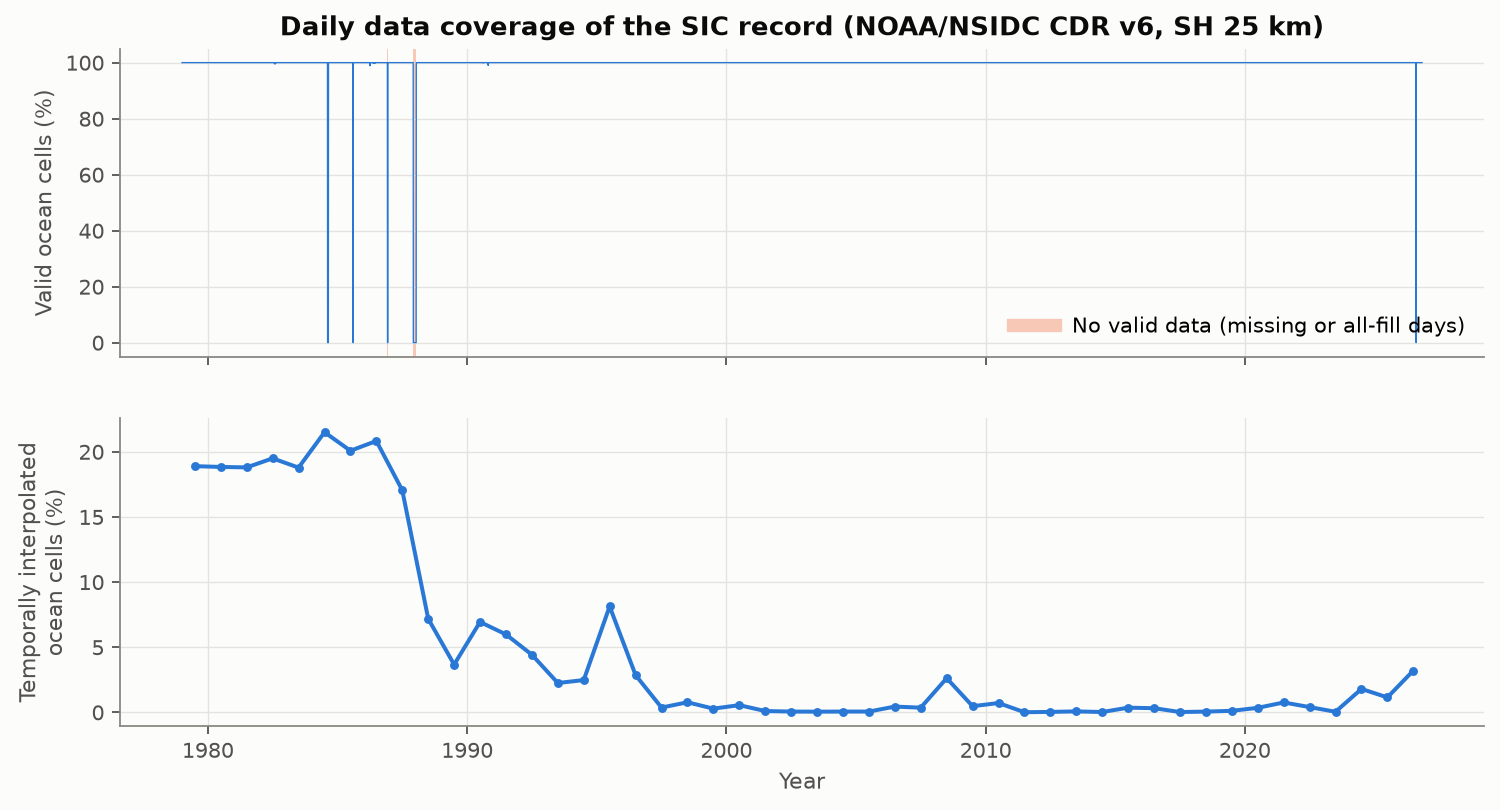 Daily data coverage of the SIC record (NOAA/NSIDC CDR v6, SH 25 km)
Valid ocean cells (%)
100
80
60
40
20
0
No valid data (missing or all-fill days)
Temporally interpolated
ocean cells (%)
20
15
10
5
0
1980 1990 2000 2010 2020
Year